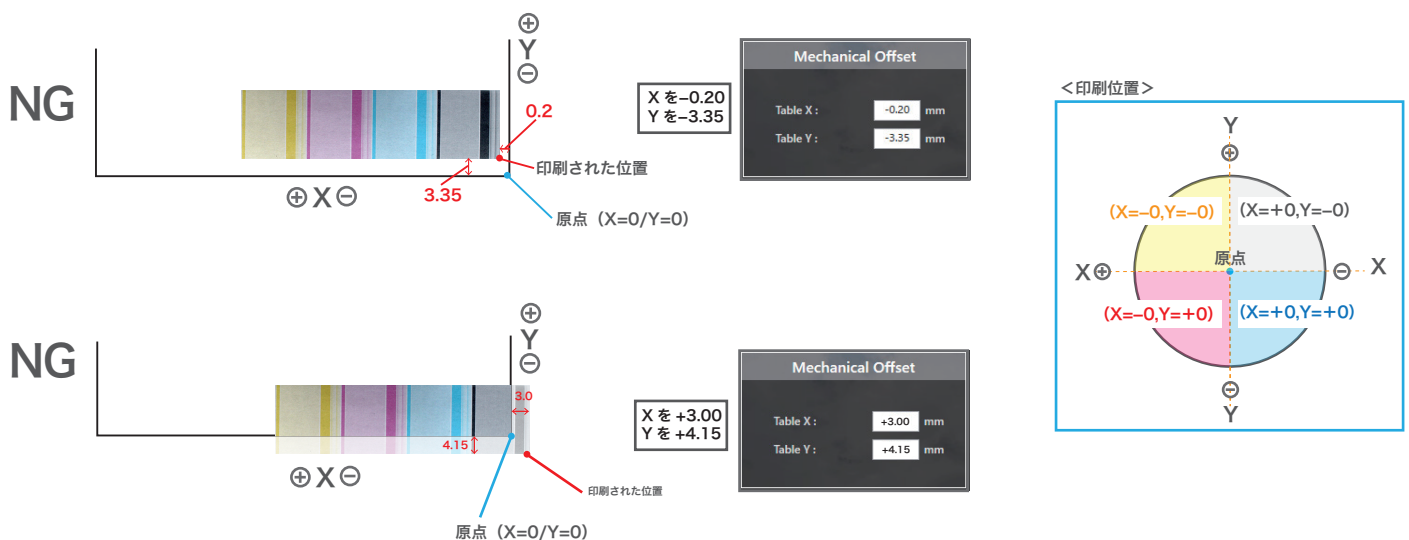 NG
⊕
Y
⊖
0.2
印刷された位置
3.35
⊕X⊖
原点（X=0/Y=0）
X を–0.20
Y を–3.35
Mechanical Offset
Table X : -0.20 mm
Table Y : -3.35 mm
NG
⊕
Y
⊖
3.0
4.15
⊕X⊖
印刷された位置
原点（X=0/Y=0）
X を +3.00
Y を +4.15
Mechanical Offset
Table X : +3.00 mm
Table Y : +4.15 mm
＜印刷位置＞
Y
⊕
(X=–0,Y=–0)
(X=＋0,Y=–0)
原点
X⊕
⊖ X
(X=–0,Y=＋0)
(X=＋0,Y=＋0)
⊖
Y